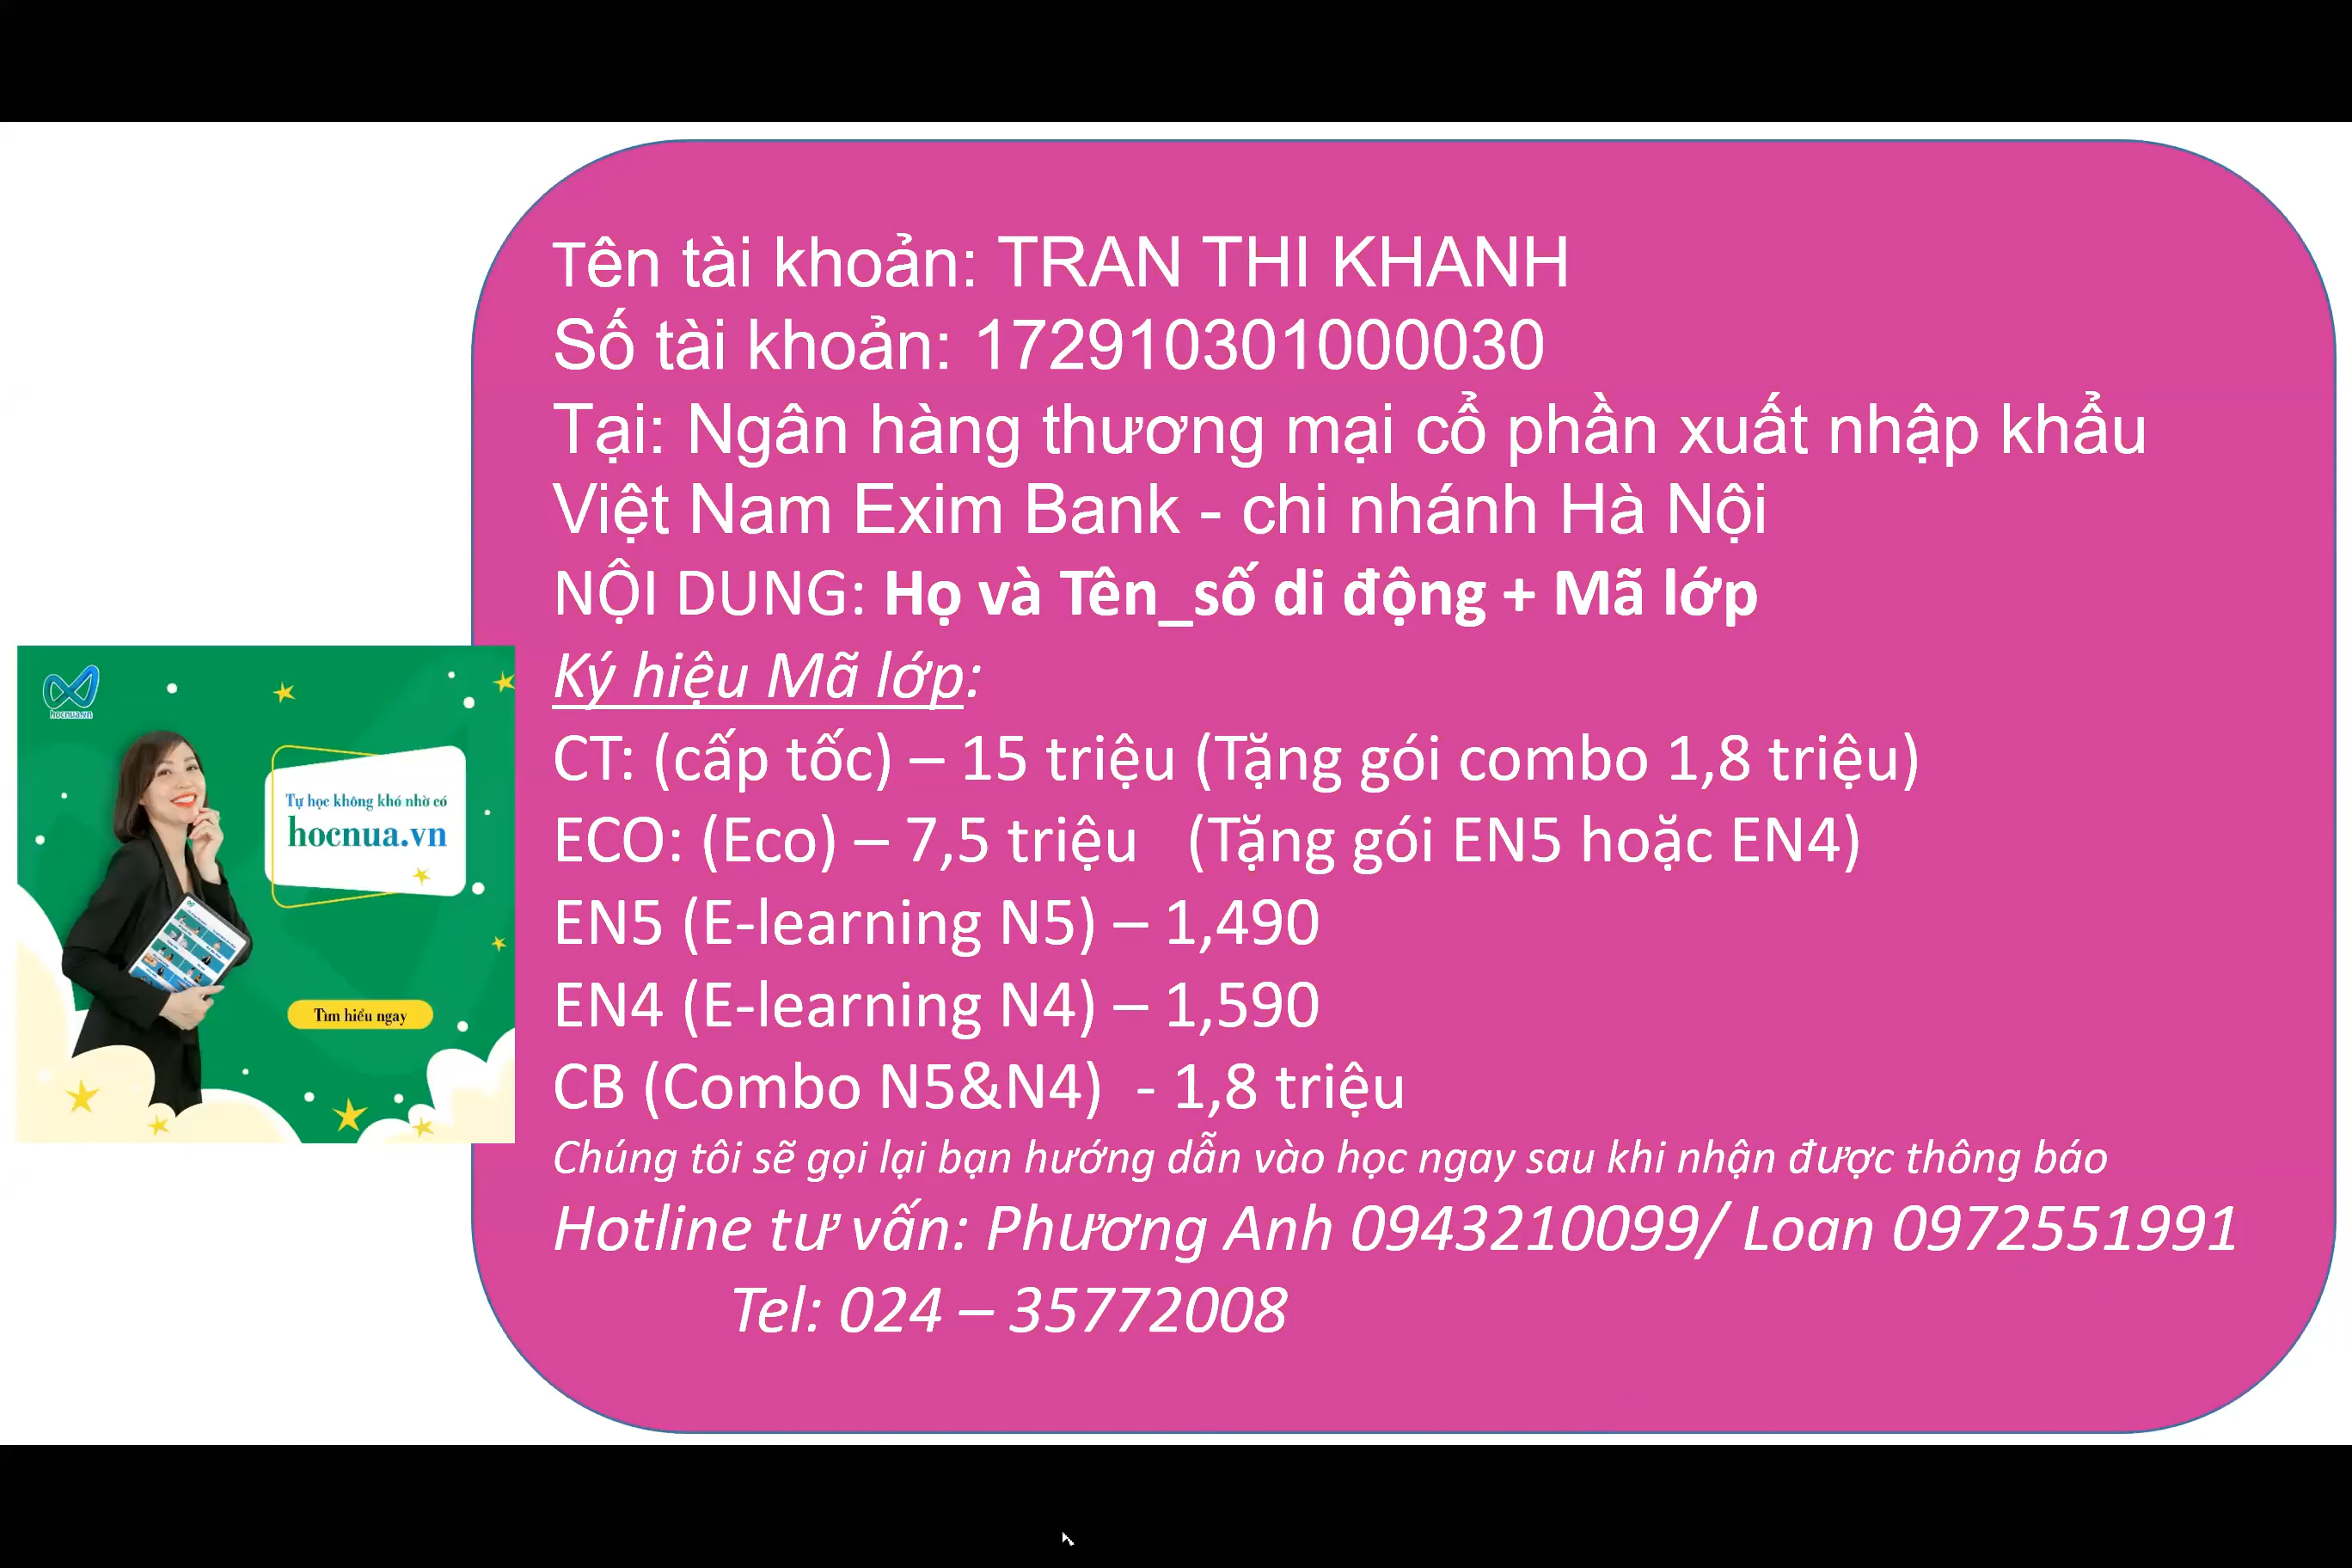 Tên tài khoản: TRAN THI KHANH
Số tài khoản: 172910301000030
Tại: Ngân hàng thương mại cổ phần xuất nhập khẩu
Việt Nam Exim Bank - chi nhánh Hà Nội
NỘI DUNG: Họ và Tên_số di động + Mã lớp
Ký hiệu Mã lớp:
CT: (cấp tốc) – 15 triệu (Tặng gói combo 1,8 triệu)
ECO: (Eco) – 7,5 triệu (Tặng gói EN5 hoặc EN4)
EN5 (E-learning N5) – 1,490
EN4 (E-learning N4) – 1,590
CB (Combo N5&N4) - 1,8 triệu
Chúng tôi sẽ gọi lại bạn hướng dẫn vào học ngay sau khi nhận được thông báo
Hotline tư vấn: Phương Anh 0943210099/ Loan 0972551991
Tel: 024 – 35772008
hocnua.vn
Tự học không khó nhờ có
hocnua.vn
Tìm hiểu ngay